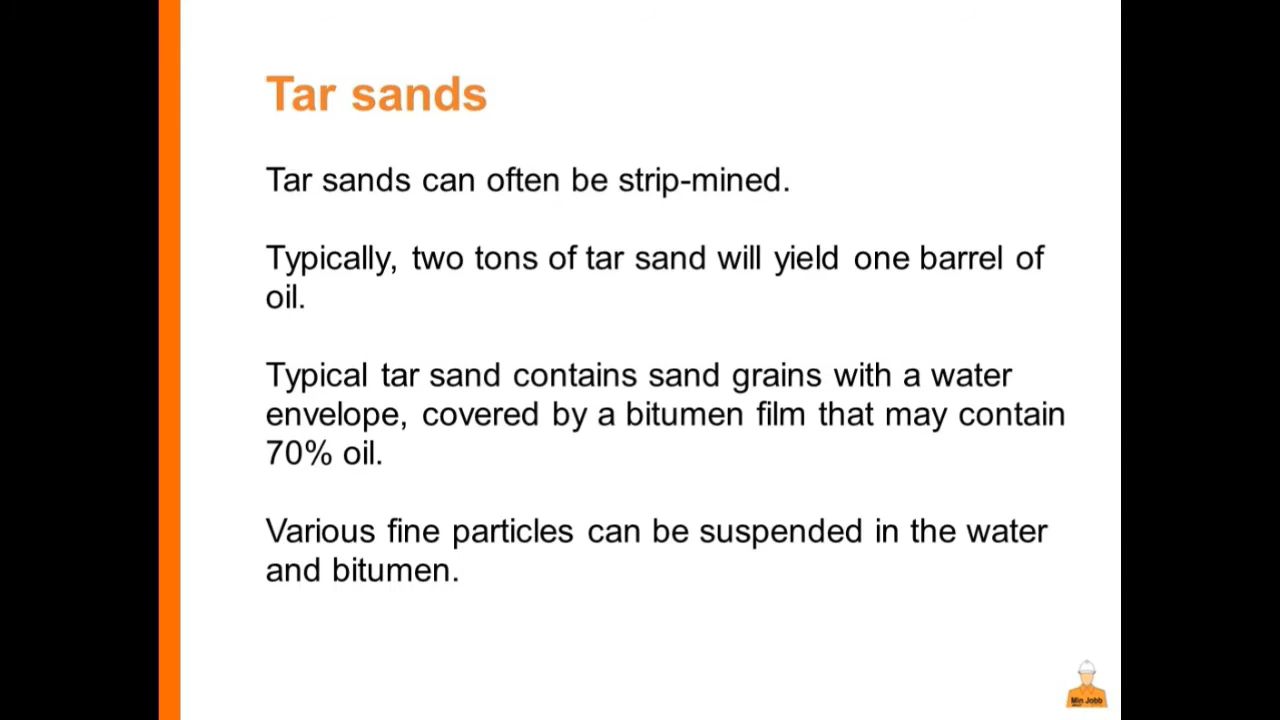 Tar sands
Tar sands can often be strip-mined.
Typically, two tons of tar sand will yield one barrel of
oil.
Typical tar sand contains sand grains with a water
envelope, covered by a bitumen film that may contain
70% oil.
Various fine particles can be suspended in the water
and bitumen.
Min Jobb